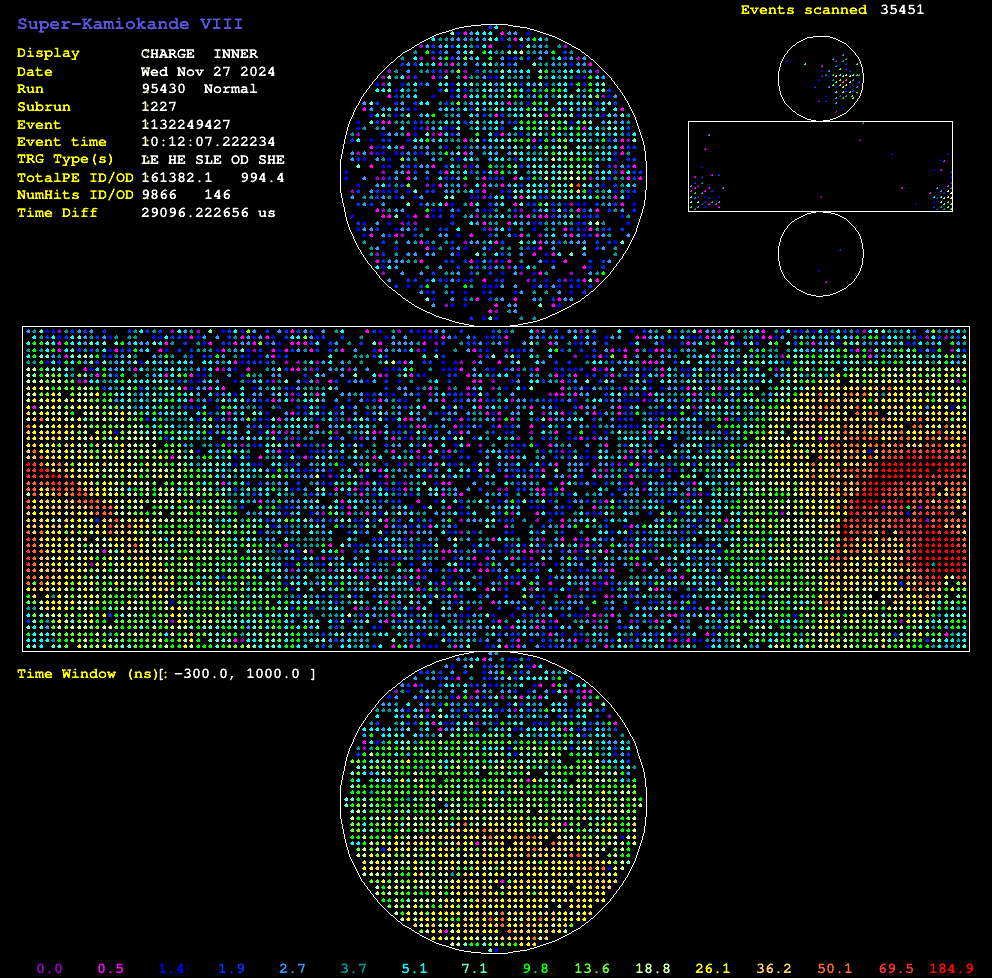 Super-Kamiokande VIII
Events scanned 35451
Display CHARGE INNER
Date Wed Nov 27 2024
Run 95430 Normal
Subrun 1227
Event 1132249427
Event time 10:12:07.222234
TRG Type(s) LE HE SLE OD SHE
TotalPE ID/OD 161382.1 994.4
NumHits ID/OD 9866 146
Time Diff 29096.222656 us
Time Window (ns)[: −300.0, 1000.0 ]
0.0 0.5 1.4 1.9 2.7 3.7 5.1 7.1 9.8 13.6 18.8 26.1 36.2 50.1 69.5 184.9